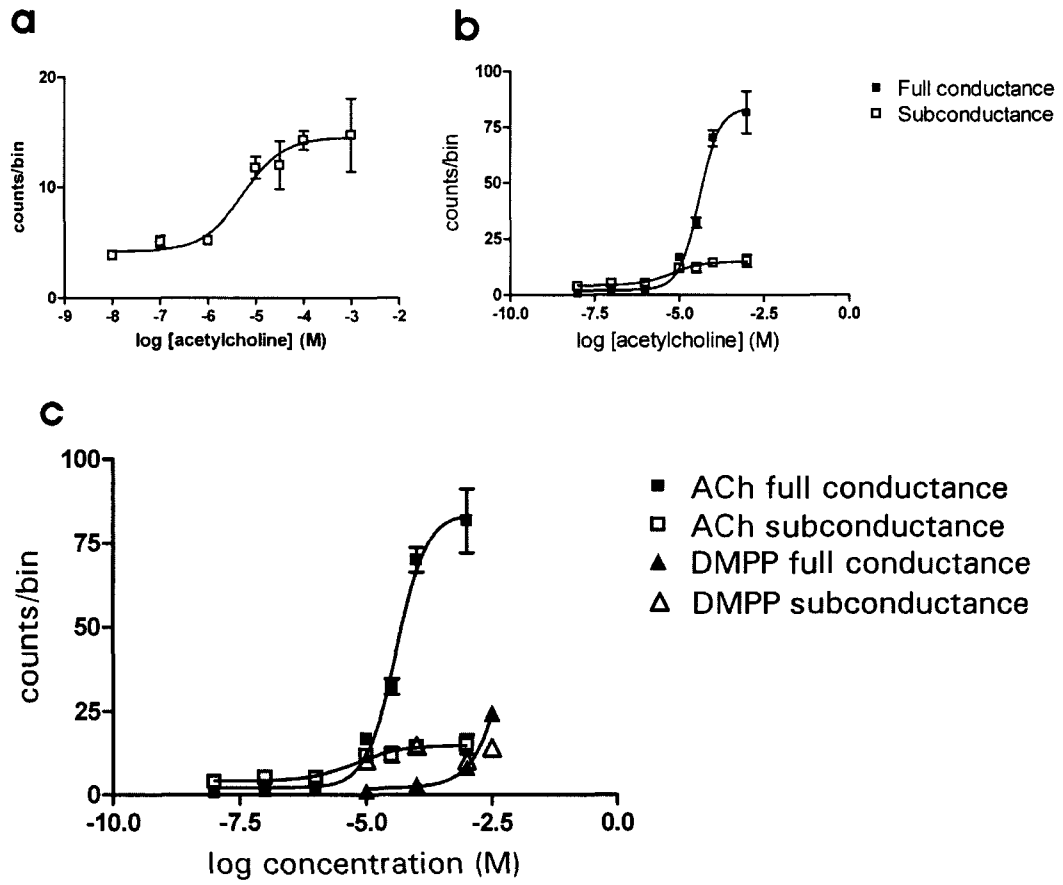 a
20
10
0
counts/bin
-9 -8 -7 -6 -5 -4 -3 -2
log [acetylcholine] (M)
b
100
75
50
25
0
counts/bin
-10.0 -7.5 -5.0 -2.5 0.0
log [acetylcholine] (M)
Full conductance
Subconductance
c
100
75
50
25
0
counts/bin
-10.0 -7.5 -5.0 -2.5 0.0
log concentration (M)
ACh full conductance
ACh subconductance
DMPP full conductance
DMPP subconductance